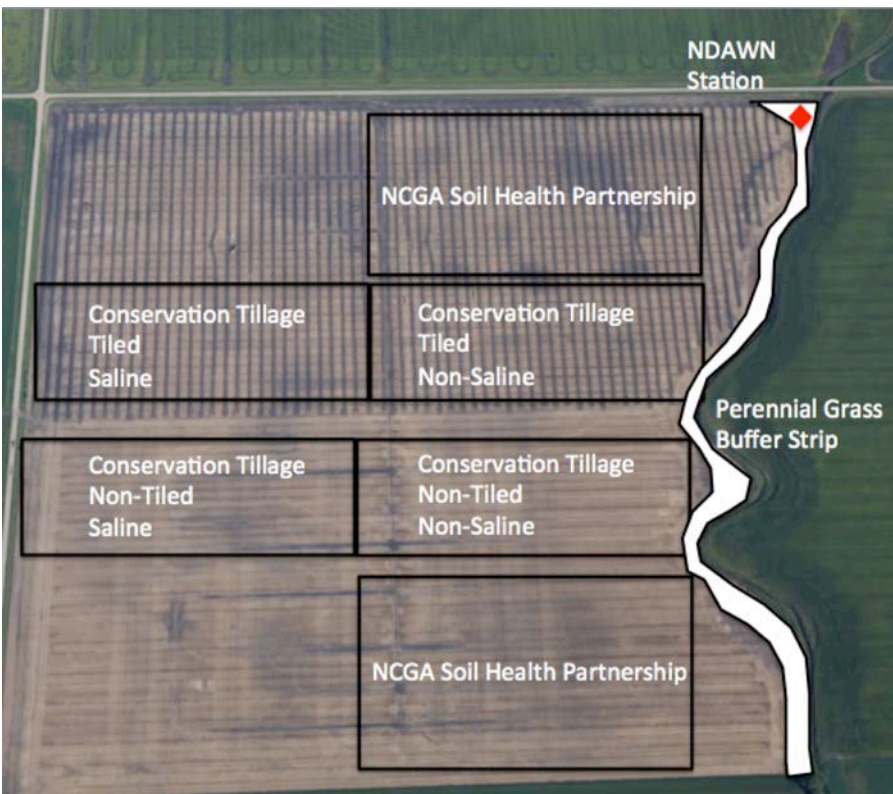 NDAWN
Station
NCGA Soil Health Partnership
Conservation Tillage
Tiled
Saline
Conservation Tillage
Tiled
Non-Saline
Perennial Grass
Buffer Strip
Conservation Tillage
Non-Tiled
Saline
Conservation Tillage
Non-Tiled
Non-Saline
NCGA Soil Health Partnership